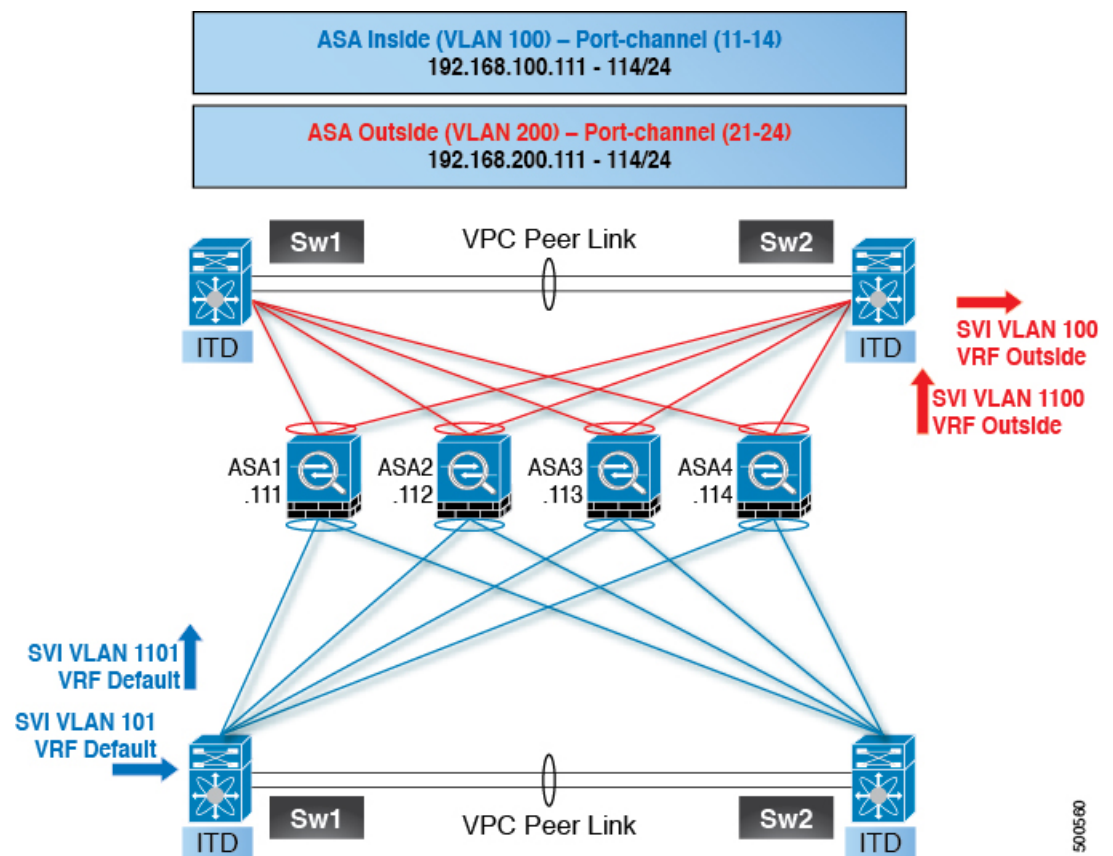 ASA Inside (VLAN 100) – Port-channel (11-14)
192.168.100.111 - 114/24
ASA Outside (VLAN 200) – Port-channel (21-24)
192.168.200.111 - 114/24
Sw1
VPC Peer Link
Sw2
ITD
ITD
SVI VLAN 100
VRF Outside
SVI VLAN 1100
VRF Outside
ASA1
.111
ASA2
.112
ASA3
.113
ASA4
.114
SVI VLAN 1101
VRF Default
SVI VLAN 101
VRF Default
Sw1
VPC Peer Link
Sw2
ITD
ITD
500560